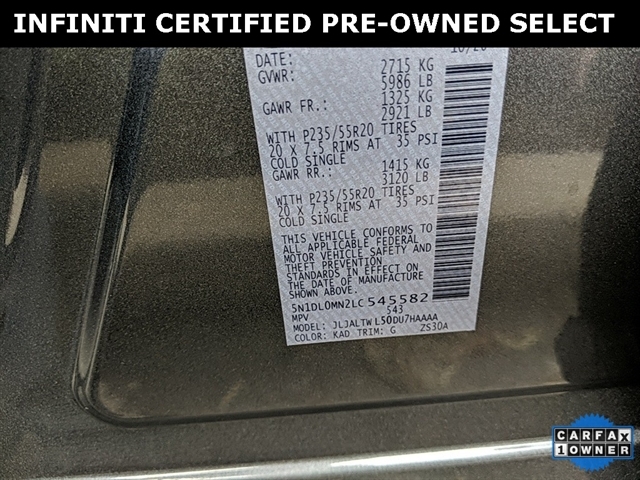 INFINITI CERTIFIED PRE-OWNED SELECT
DATE: 10/20
GVWR: 2715 KG
5986 LB
GAWR FR.: 1325 KG
2921 LB
WITH P235/55R20 TIRES
20 X 7.5 RIMS AT 35 PSI
COLD SINGLE
GAWR RR.: 1415 KG
3120 LB
WITH P235/55R20 TIRES
20 X 7.5 RIMS AT 35 PSI
COLD SINGLE
THIS VEHICLE CONFORMS TO
ALL APPLICABLE FEDERAL
MOTOR VEHICLE SAFETY AND
THEFT PREVENTION
STANDARDS IN EFFECT ON
THE DATE OF MANUFACTURE
SHOWN ABOVE.
5N1DL0MN2LC545582
MPV 543
MODEL: JLJALTWL50DU7HAAAA
COLOR: KAD TRIM: G ZS30A
CARFAX
1 OWNER